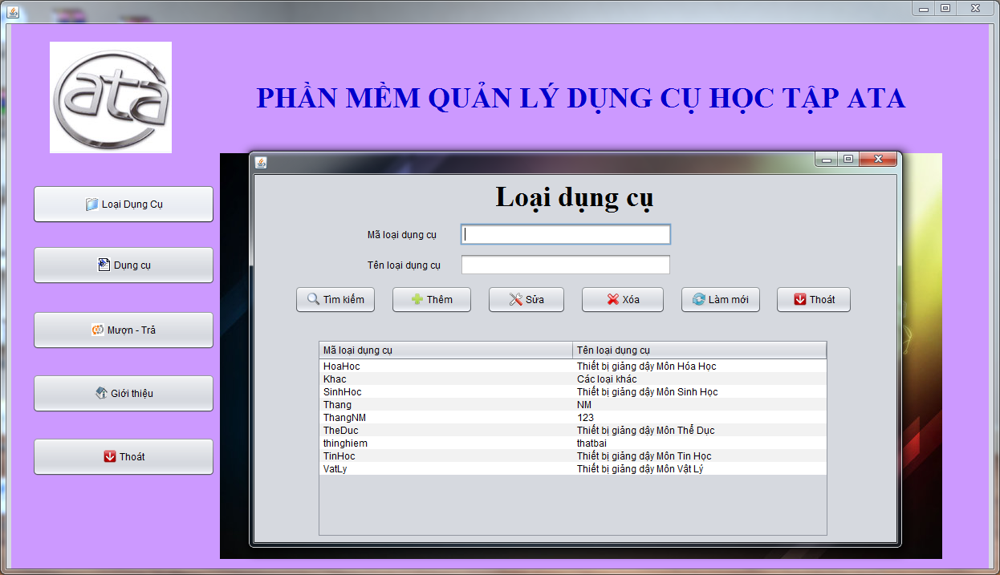 ata
PHẦN MỀM QUẢN LÝ DỤNG CỤ HỌC TẬP ATA
Loại Dụng Cụ
Dụng cụ
Mượn - Trả
Giới thiệu
Thoát
Loại dụng cụ
Mã loại dụng cụ
Tên loại dụng cụ
Tìm kiếm Thêm Sửa Xóa Làm mới Thoát
Mã loại dụng cụ Tên loại dụng cụ
HoaHoc Thiết bị giảng dậy Môn Hóa Học
Khac Các loại khác
SinhHoc Thiết bị giảng dậy Môn Sinh Học
Thang NM
ThangNM 123
TheDuc Thiết bị giảng dậy Môn Thể Dục
thinghiem thatbai
TinHoc Thiết bị giảng dậy Môn Tin Học
VatLy Thiết bị giảng dậy Môn Vật Lý